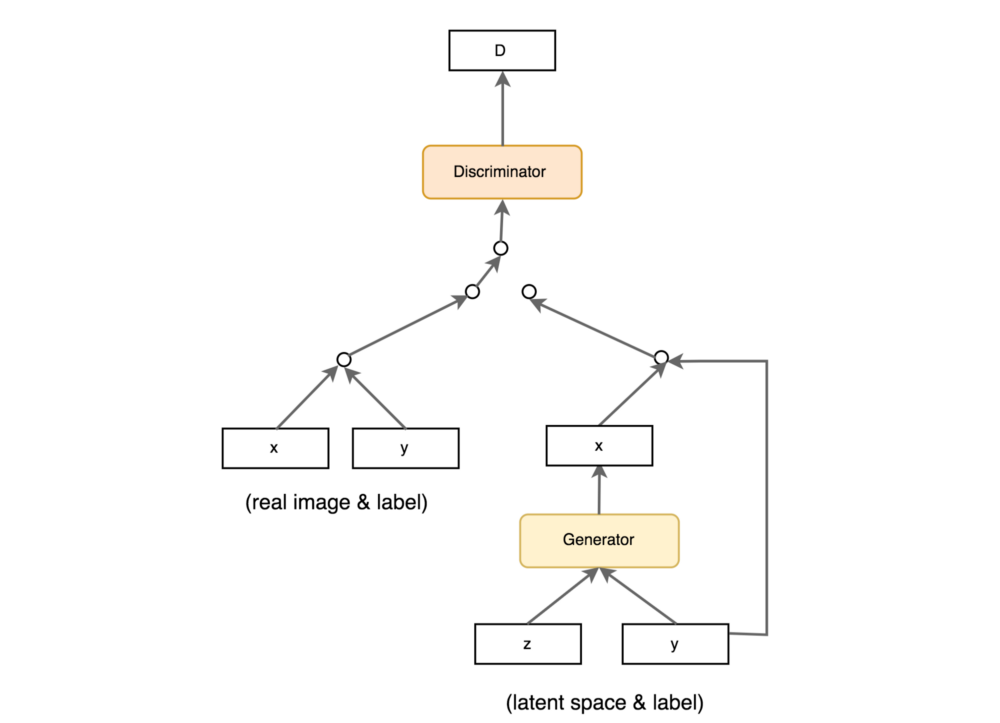 D
Discriminator
x
y
(real image & label)
x
Generator
z
y
(latent space & label)